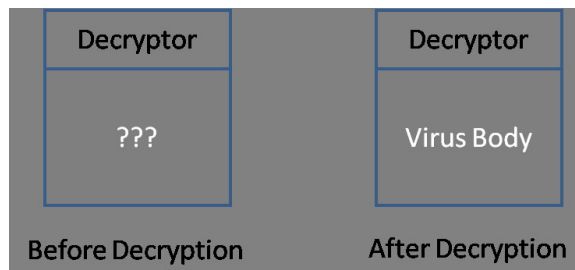 Decryptor
???
Before Decryption
Decryptor
Virus Body
After Decryption